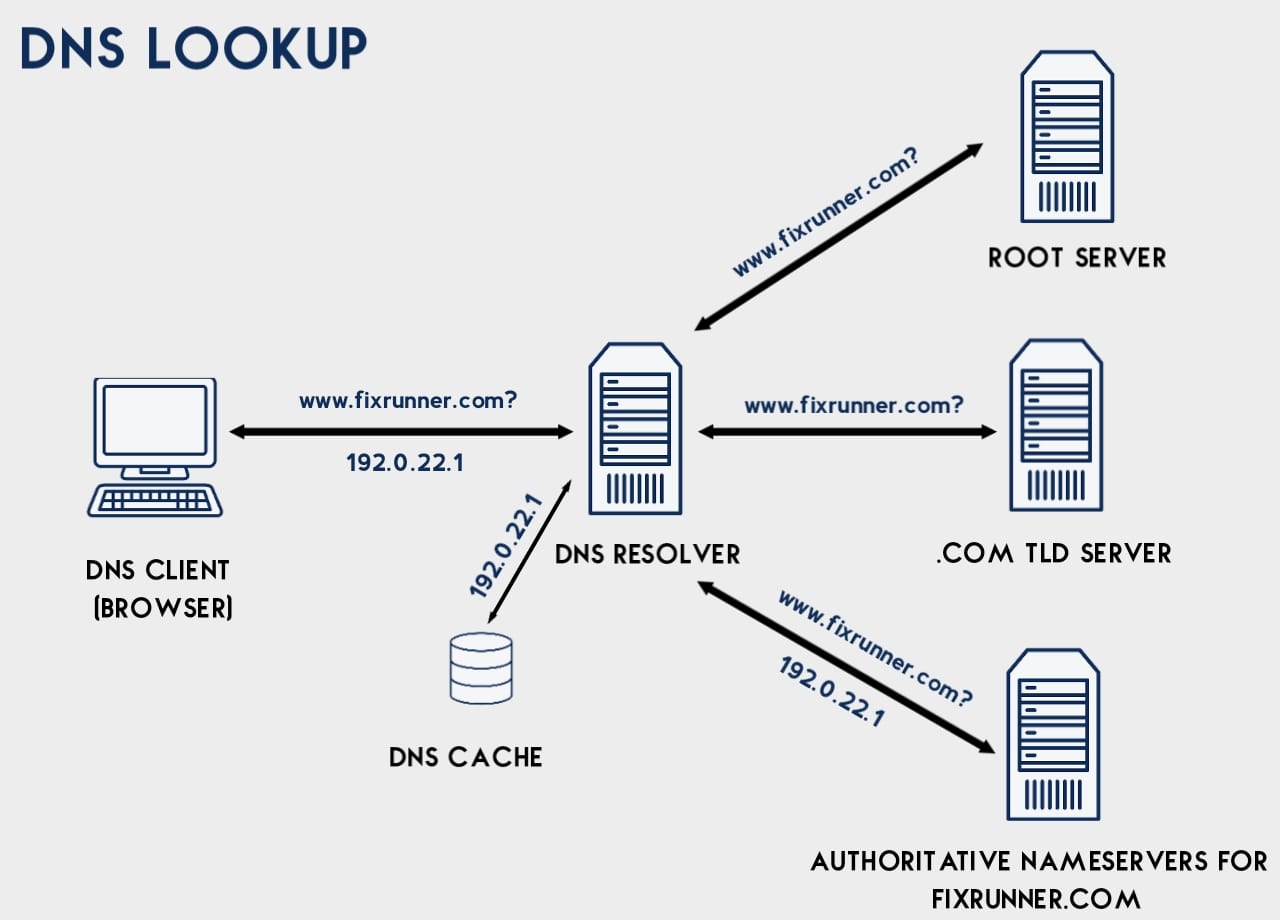 DNS LOOKUP
www.fixrunner.com?
ROOT SERVER
www.fixrunner.com?
192.0.22.1
www.fixrunner.com?
DNS CLIENT
(BROWSER)
192.0.22.1
DNS RESOLVER
.COM TLD SERVER
www.fixrunner.com?
192.0.22.1
DNS CACHE
AUTHORITATIVE NAMESERVERS FOR
FIXRUNNER.COM